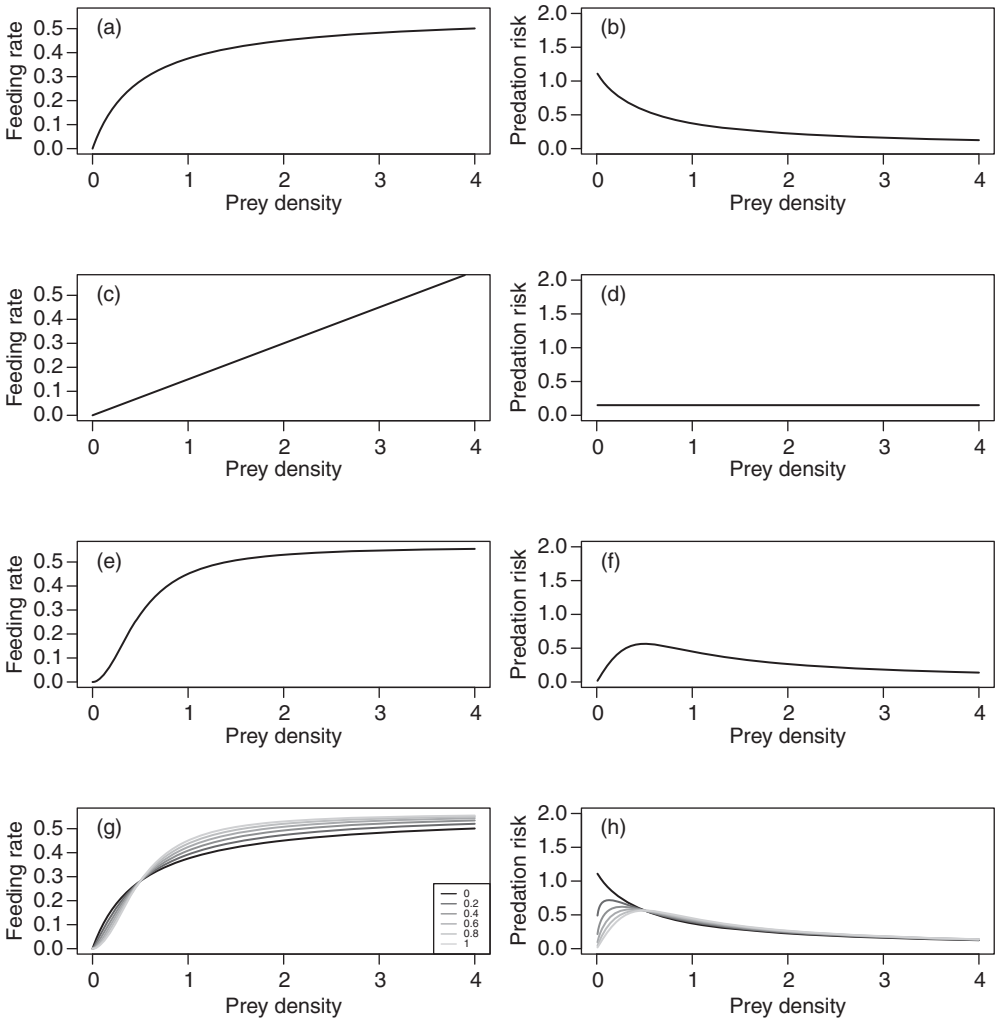 (a)
Feeding rate
0.5
0.4
0.3
0.2
0.1
0.0
0 1 2 3 4
Prey density
(b)
Predation risk
2.0
1.5
1.0
0.5
0.0
0 1 2 3 4
Prey density
(c)
Feeding rate
0.5
0.4
0.3
0.2
0.1
0.0
0 1 2 3 4
Prey density
(d)
Predation risk
2.0
1.5
1.0
0.5
0.0
0 1 2 3 4
Prey density
(e)
Feeding rate
0.5
0.4
0.3
0.2
0.1
0.0
0 1 2 3 4
Prey density
(f)
Predation risk
2.0
1.5
1.0
0.5
0.0
0 1 2 3 4
Prey density
(g)
Feeding rate
0.5
0.4
0.3
0.2
0.1
0.0
0
0.2
0.4
0.6
0.8
1
0 1 2 3 4
Prey density
(h)
Predation risk
2.0
1.5
1.0
0.5
0.0
0 1 2 3 4
Prey density